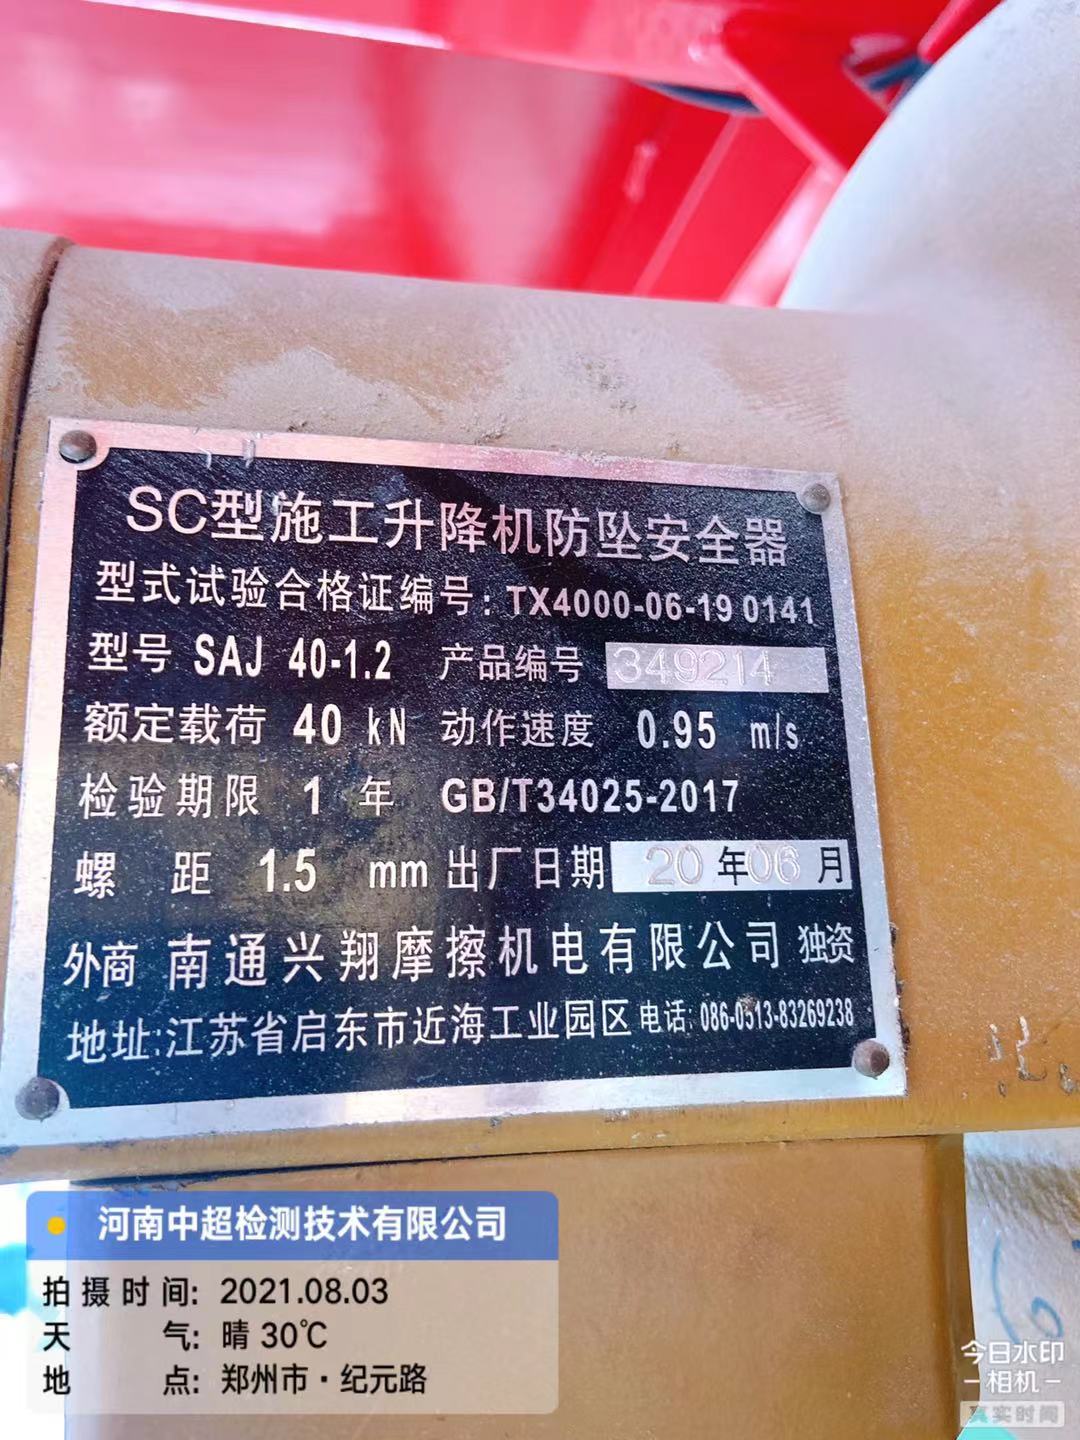 SC型施工升降机防坠安全器
型式试验合格证编号: TX4000-06-19 0141
型号 SAJ 40-1.2 产品编号 349214
额定载荷 40 kN 动作速度 0.95 m/s
检验期限 1 年 GB/T34025-2017
螺 距 1.5 mm 出厂日期 20 年 06 月
外商 南通兴翔摩擦机电有限公司 独资
地址:江苏省启东市近海工业园区 电话: 086-0513-83269238
河南中超检测技术有限公司
拍摄时间: 2021.08.03
天 气: 晴 30℃
地 点: 郑州市·纪元路
今日水印
-相机-
真实时间